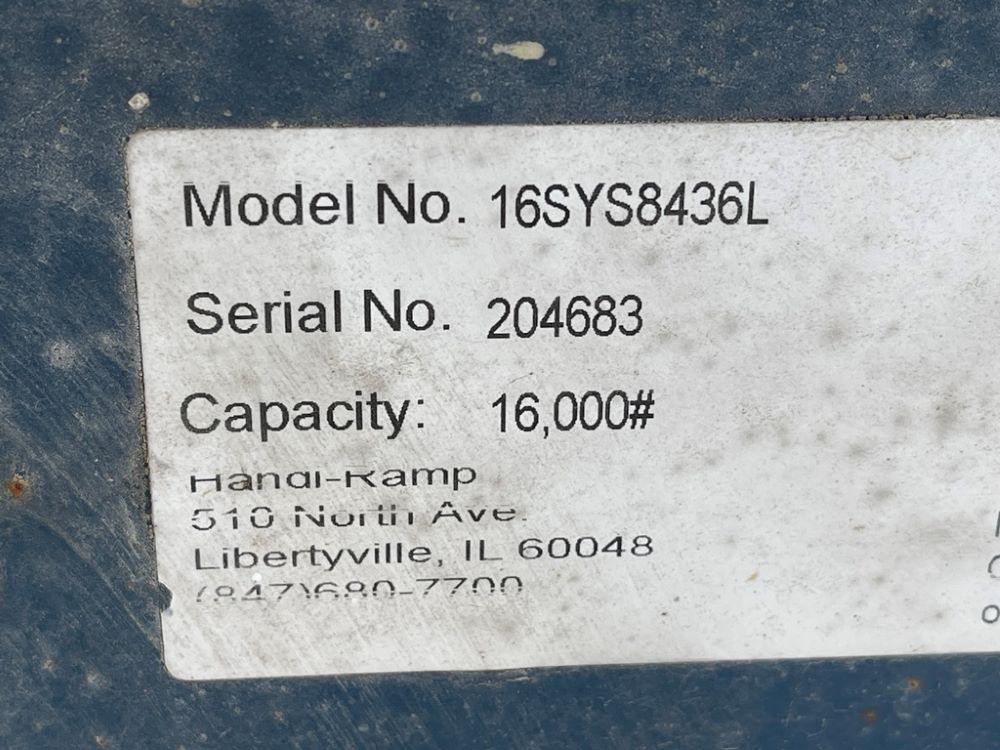 Model No. 16SYS8436L
Serial No. 204683
Capacity: 16,000#
Handi-Ramp
510 North Ave.
Libertyville, IL 60048
(847)680-7700